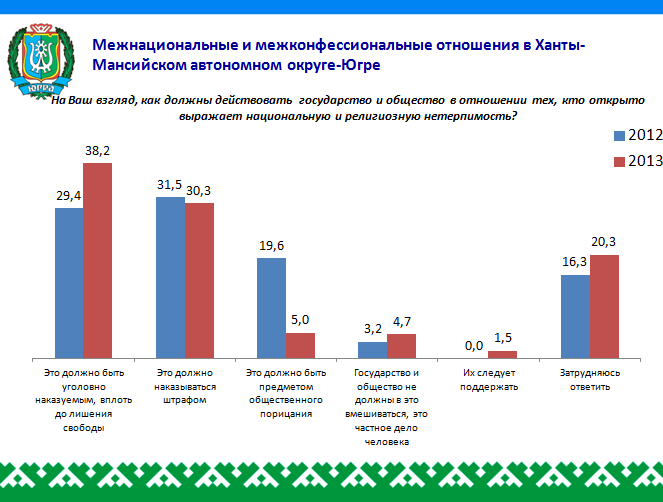 Межнациональные и межконфессиональные отношения в Ханты-
Мансийском автономном округе-Югре
ЮГРА
На Ваш взгляд, как должны действовать государство и общество в отношении тех, кто открыто
выражает национальную и религиозную нетерпимость?
2012
2013
29,4
38,2
31,5
30,3
19,6
5,0
3,2
4,7
0,0
1,5
16,3
20,3
Это должно быть
уголовно
наказуемым, вплоть
до лишения
свободы
Это должно
наказываться
штрафом
Это должно быть
предметом
общественного
порицания
Государство и
общество не
должны в это
вмешиваться, это
частное дело
человека
Их следует
поддержать
Затрудняюсь
ответить